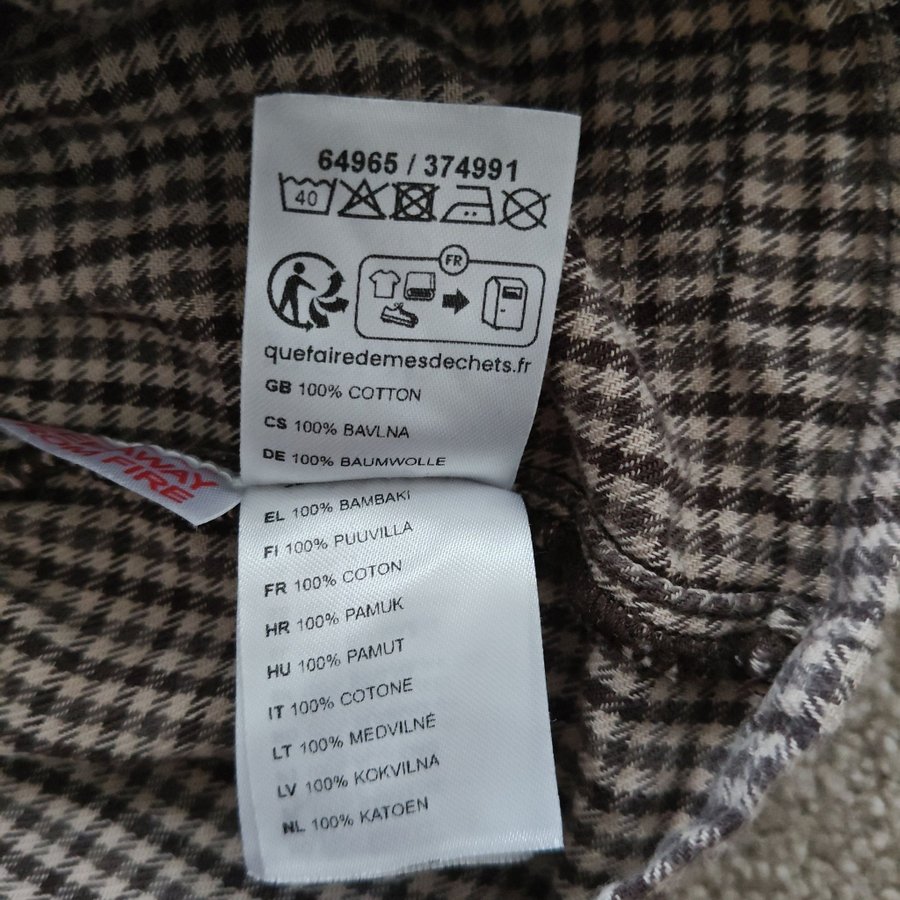 64965 / 374991
40
FR
quefairedemesdechets.fr
GB 100% COTTON
CS 100% BAVLNA
DE 100% BAUMWOLLE
EL 100% BAMBAKI
FI 100% PUUVILLA
FR 100% COTON
HR 100% PAMUK
HU 100% PAMUT
IT 100% COTONE
LT 100% MEDVILNĖ
LV 100% KOKVILNA
NL 100% KATOEN
AWAY
FIRE